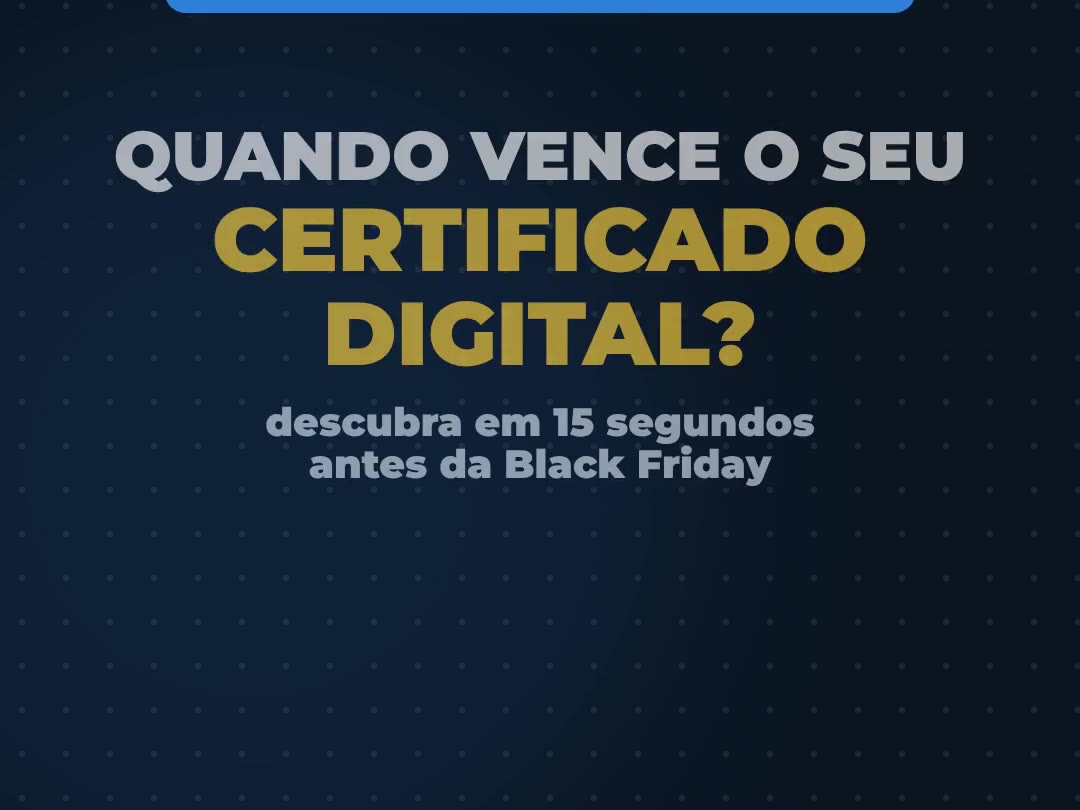 QUANDO VENCE O SEU
CERTIFICADO
DIGITAL?
descubra em 15 segundos
antes da Black Friday